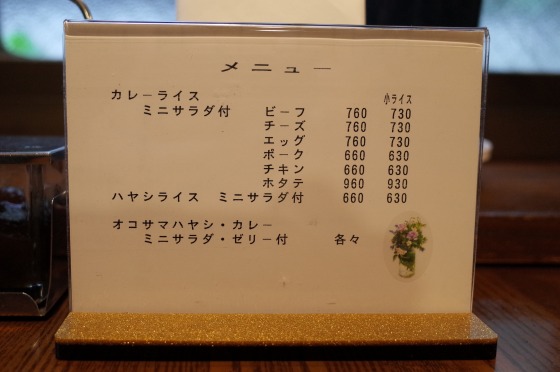 メニュー
カレーライス 小ライス
ミニサラダ付 ビーフ 760 730
チーズ 760 730
エッグ 760 730
ポーク 660 630
チキン 660 630
ホタテ 960 930
ハヤシライス ミニサラダ付 660 630
オコサマハヤシ・カレー
ミニサラダ・ゼリー付 各々